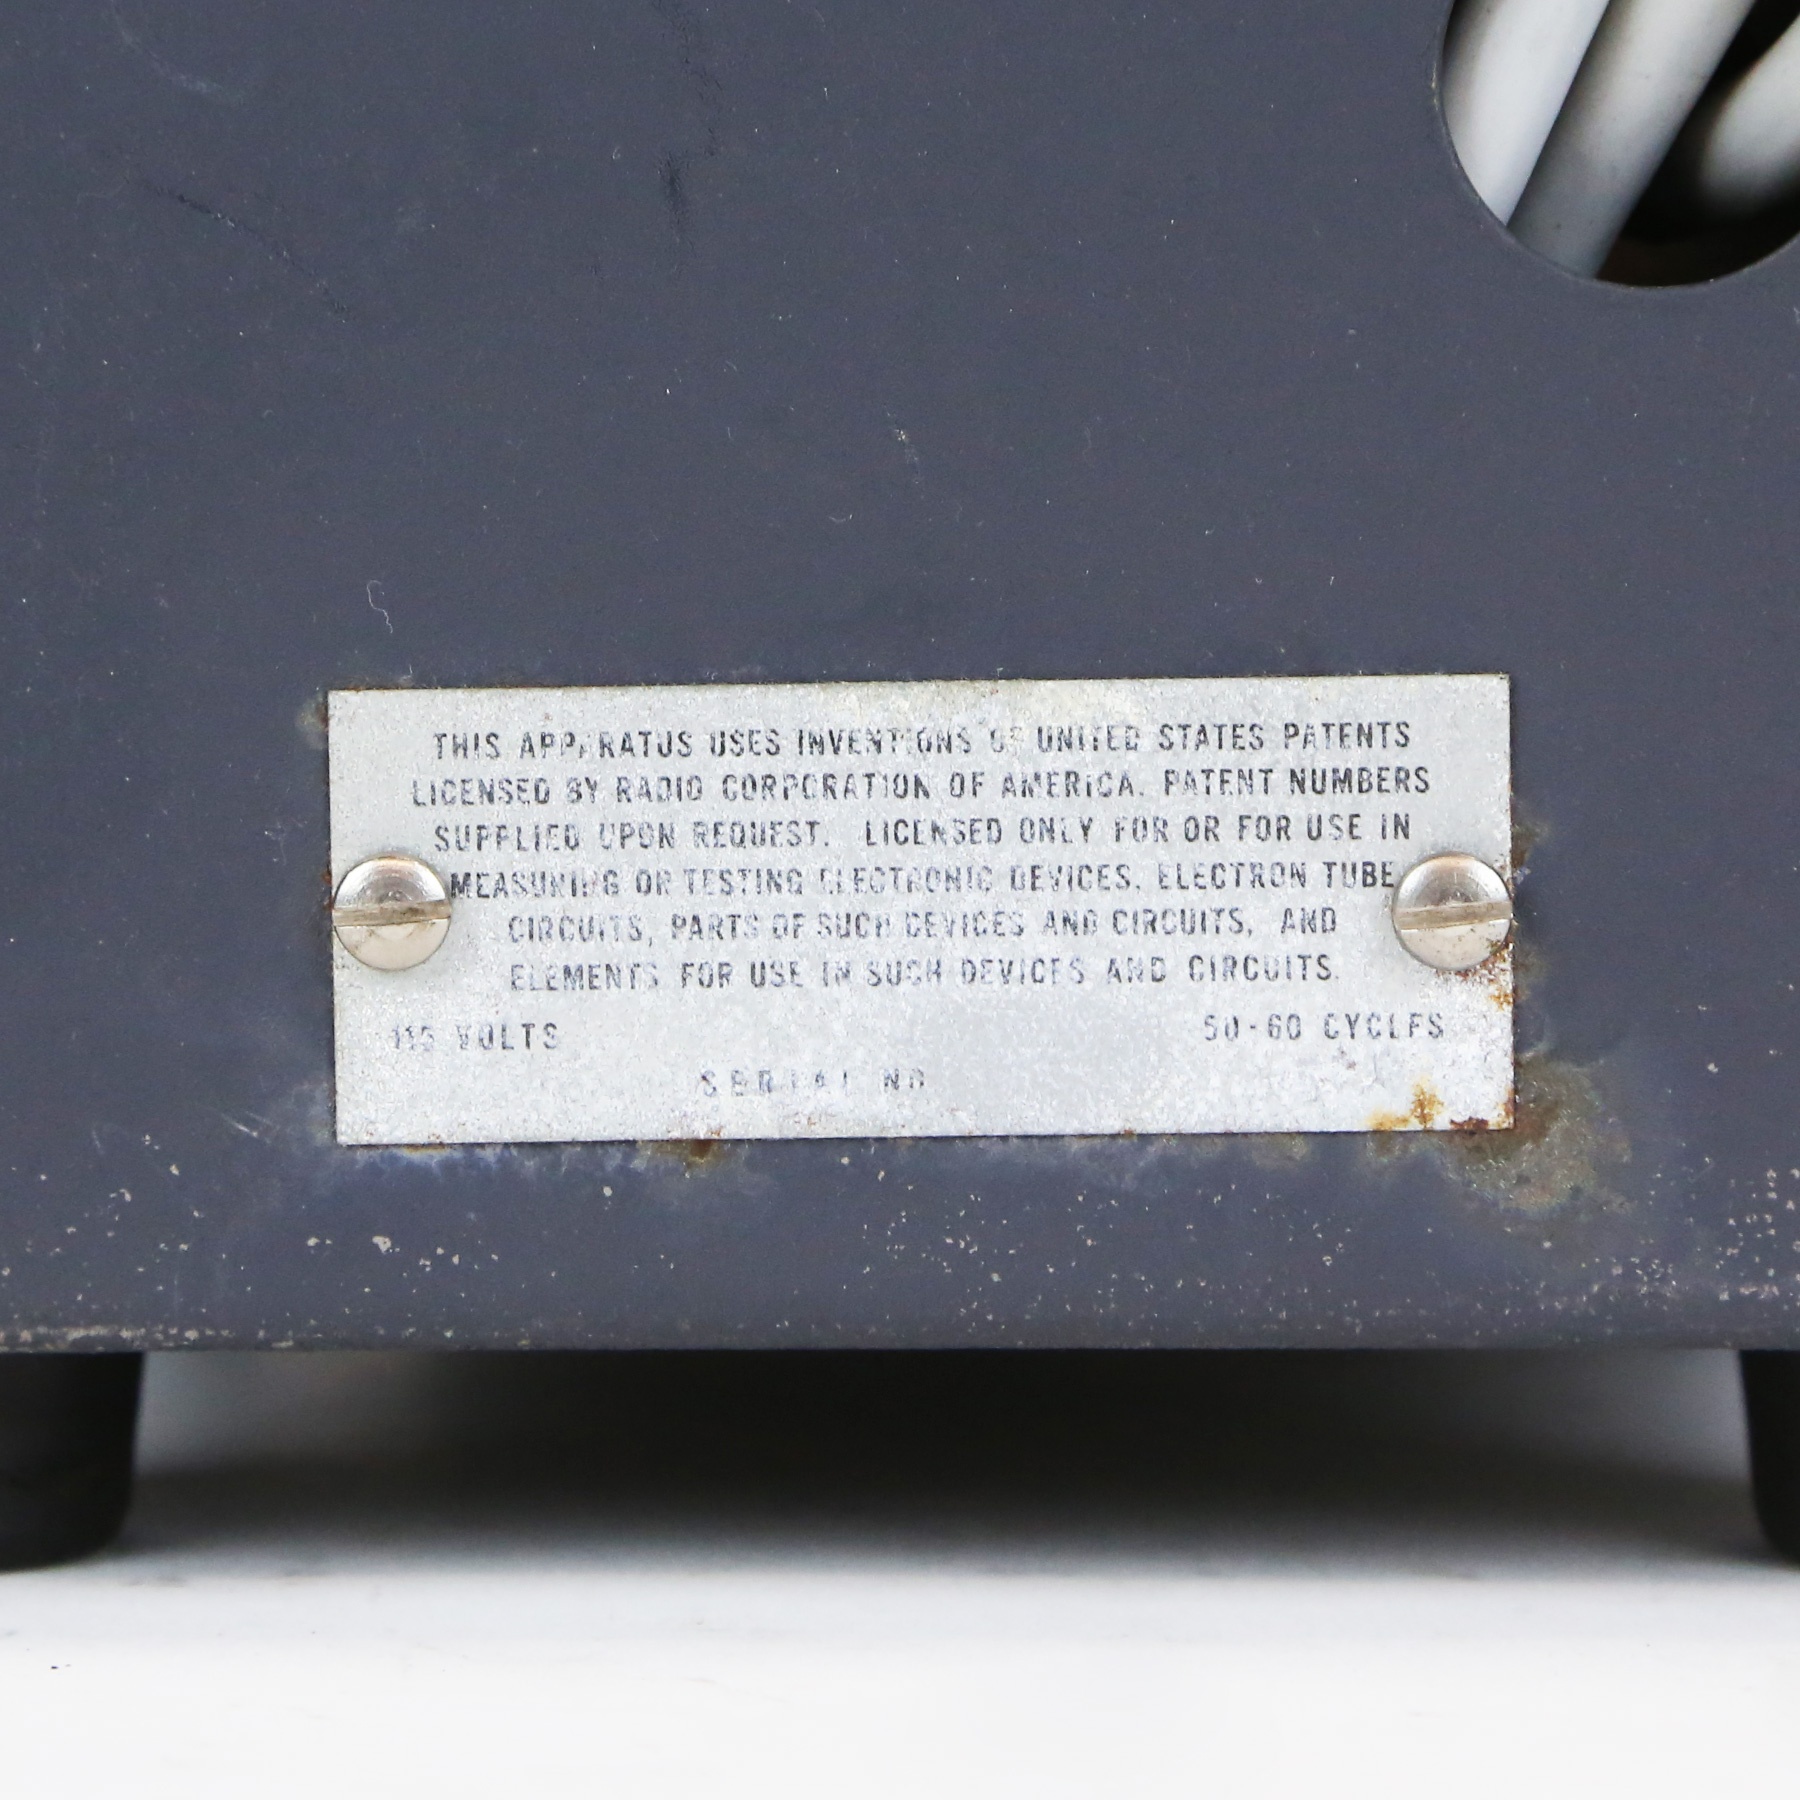 THIS APPARATUS USES INVENTIONS OF UNITED STATES PATENTS
LICENSED BY RADIO CORPORATION OF AMERICA. PATENT NUMBERS
SUPPLIED UPON REQUEST. LICENSED ONLY FOR OR FOR USE IN
MEASURING OR TESTING ELECTRONIC DEVICES, ELECTRON TUBE
CIRCUITS, PARTS OF SUCH DEVICES AND CIRCUITS, AND
ELEMENTS FOR USE IN SUCH DEVICES AND CIRCUITS.
115 VOLTS 50-60 CYCLES
SERIAL NO